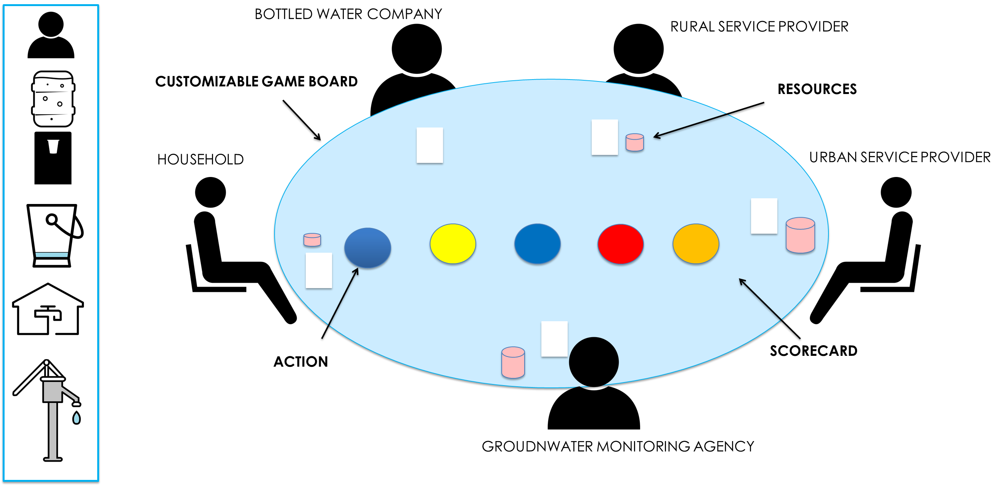 BOTTLED WATER COMPANY
RURAL SERVICE PROVIDER
CUSTOMIZABLE GAME BOARD
RESOURCES
HOUSEHOLD
URBAN SERVICE PROVIDER
ACTION
SCORECARD
GROUDNWATER MONITORING AGENCY